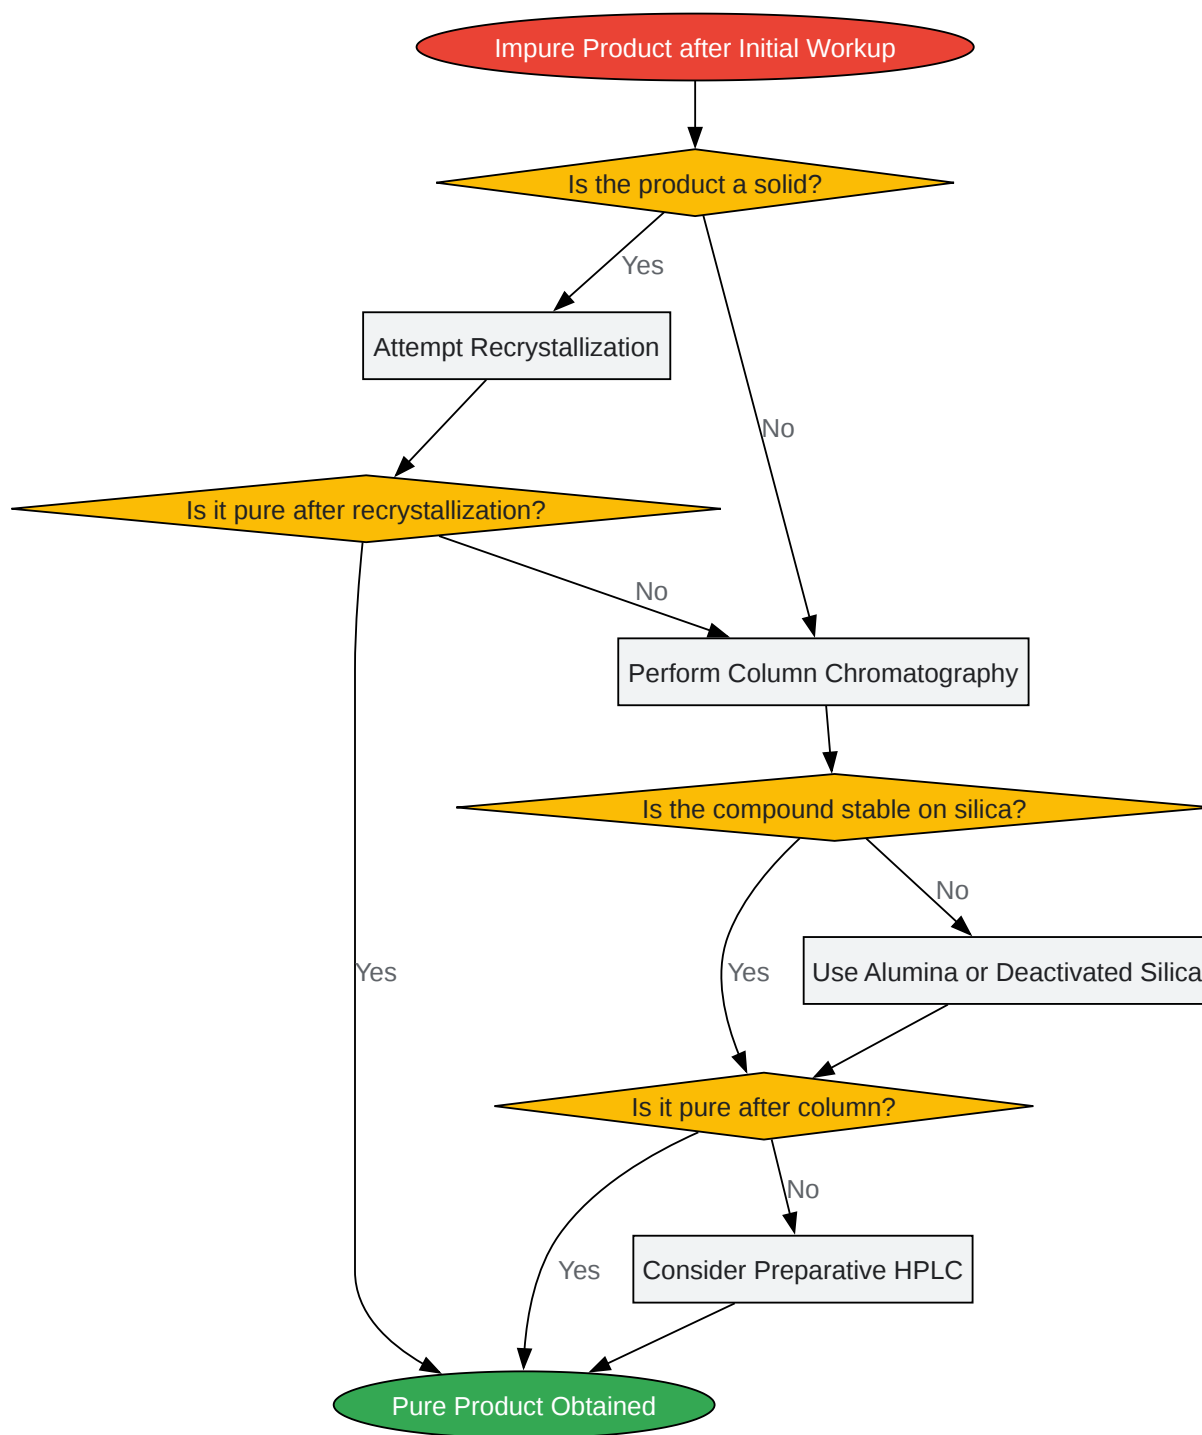 Impure Product after Initial Workup
Is the product a solid?
Yes
Attempt Recrystallization
No
Is it pure after recrystallization?
No
Perform Column Chromatography
Is the compound stable on silica?
No
Yes
Yes
Use Alumina or Deactivated Silica
Is it pure after column?
No
Yes
Consider Preparative HPLC
Pure Product Obtained